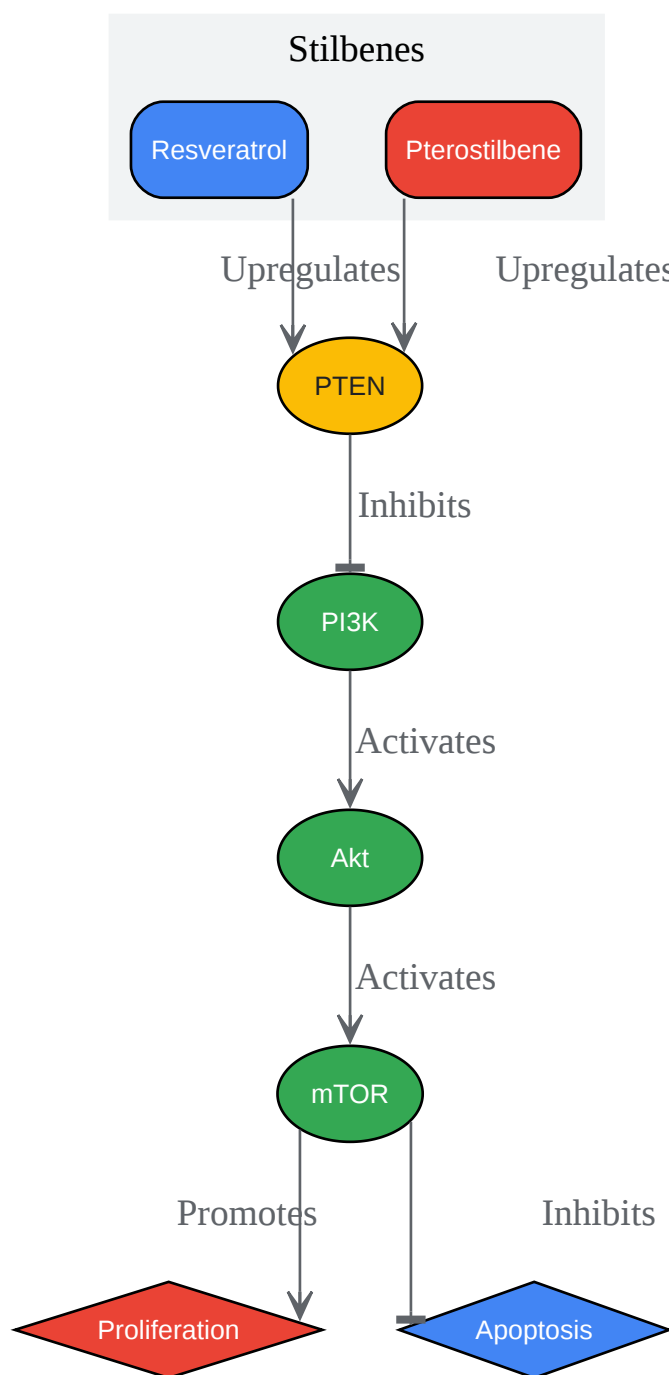 Stilbenes
Resveratrol
Pterostilbene
Upregulates
Upregulates
PTEN
Inhibits
PI3K
Activates
Akt
Activates
mTOR
Promotes
Inhibits
Proliferation
Apoptosis